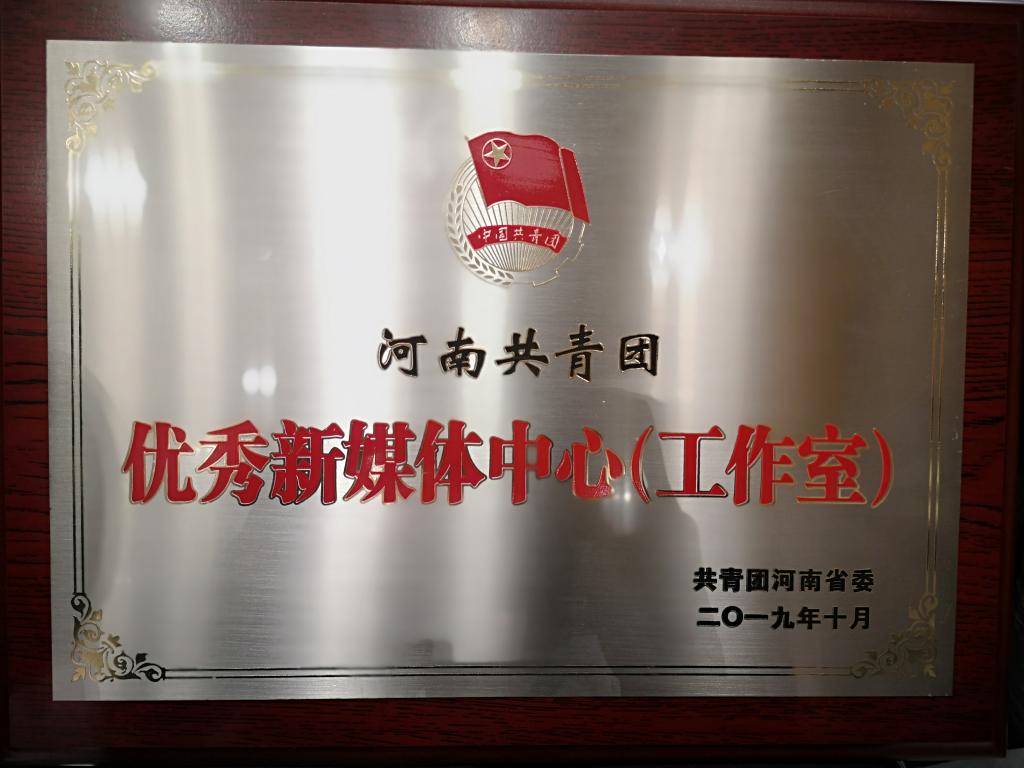 中国共青团
河南共青团
优秀新媒体中心(工作室)
共青团河南省委
二〇一九年十月